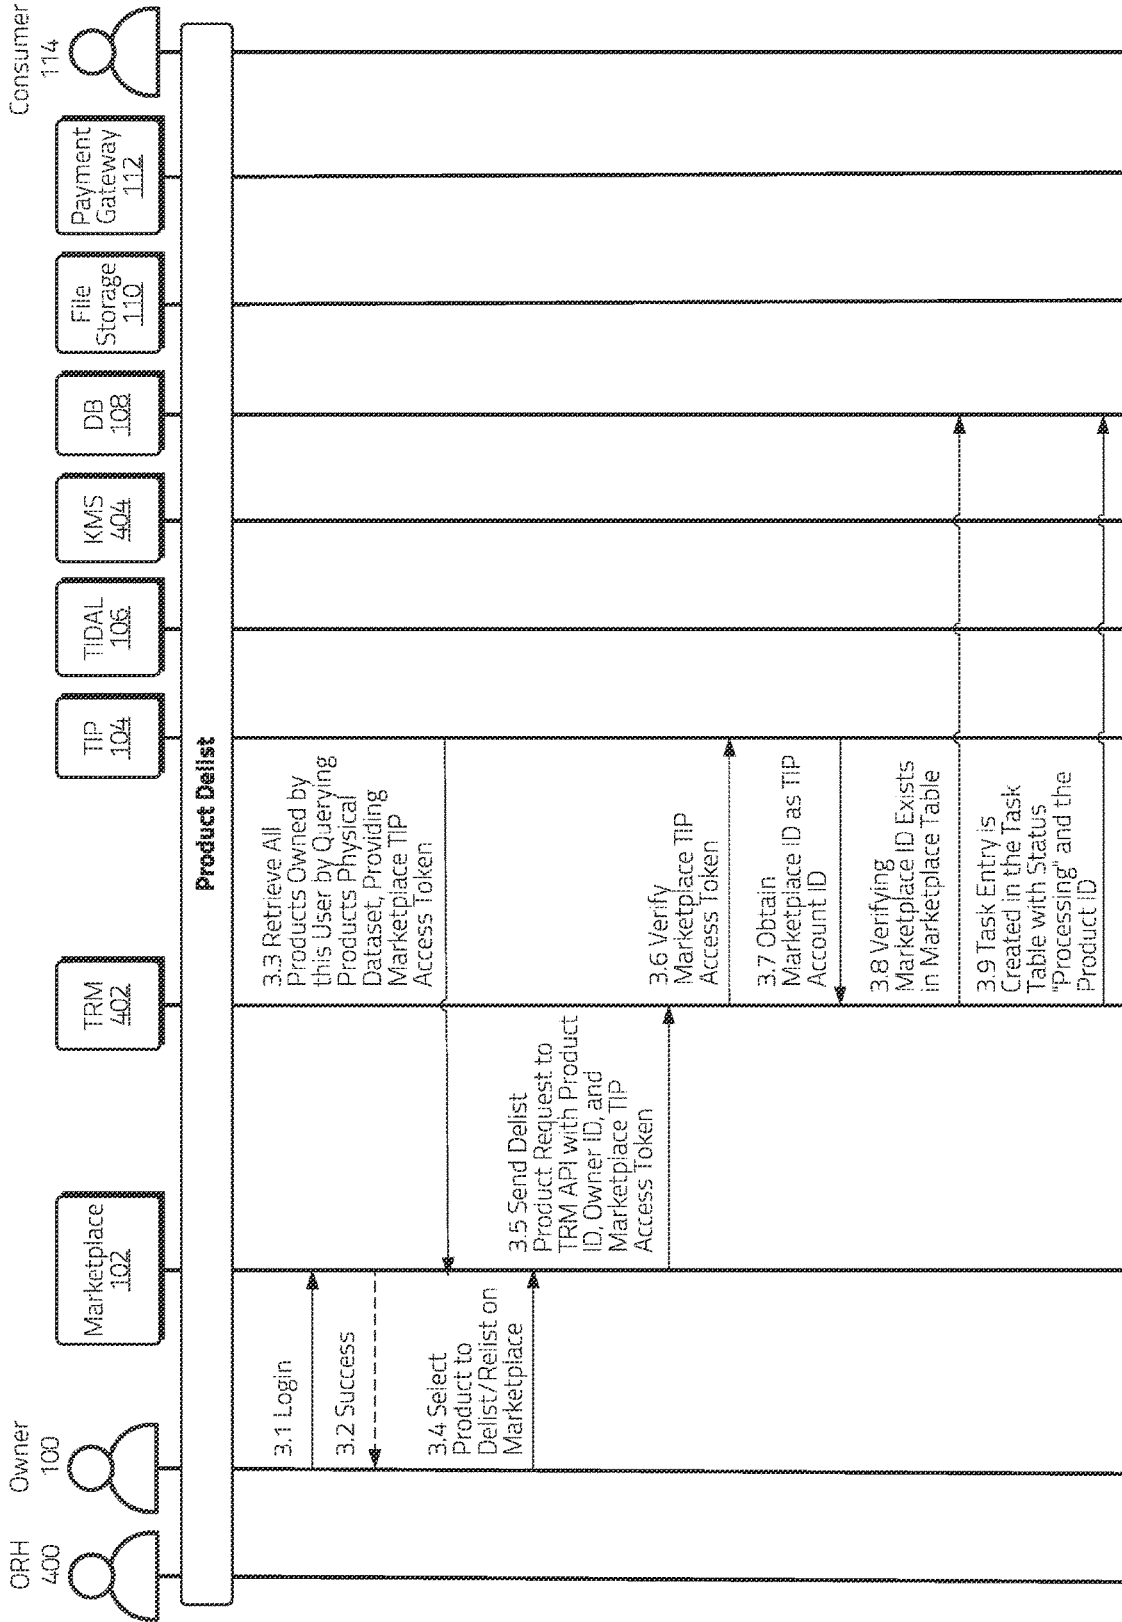 ORH
400
Owner
100
Marketplace
102
TRM
402
TIP
104
TIDAL
106
KMS
404
DB
108
File
Storage
110
Payment
Gateway
112
Consumer
114
Product Delist
3.1 Login
3.2 Success
3.3 Retrieve All
Products Owned by
this User by Querying
Products Physical
Dataset, Providing
Marketplace TIP
Access Token
3.4 Select
Product to
Delist/Relist on
Marketplace
3.5 Send Delist
Product Request to
TRM API with Product
ID, Owner ID, and
Marketplace TIP
Access Token
3.6 Verify
Marketplace TIP
Access Token
3.7 Obtain
Marketplace ID as TIP
Account ID
3.8 Verifying
Marketplace ID Exists
in Marketplace Table
3.9 Task Entry is
Created in the Task
Table with Status
"Processing" and the
Product ID